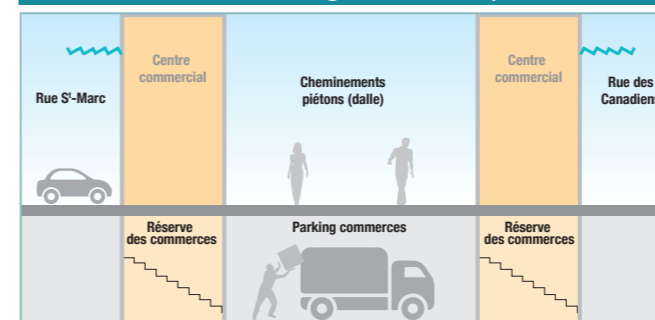 Centre
commercial
Centre
commercial
Rue St-Marc
Cheminements
piétons (dalle)
Rue des
Canadiens
Réserve
des commerces
Parking commerces
Réserve
des commerces